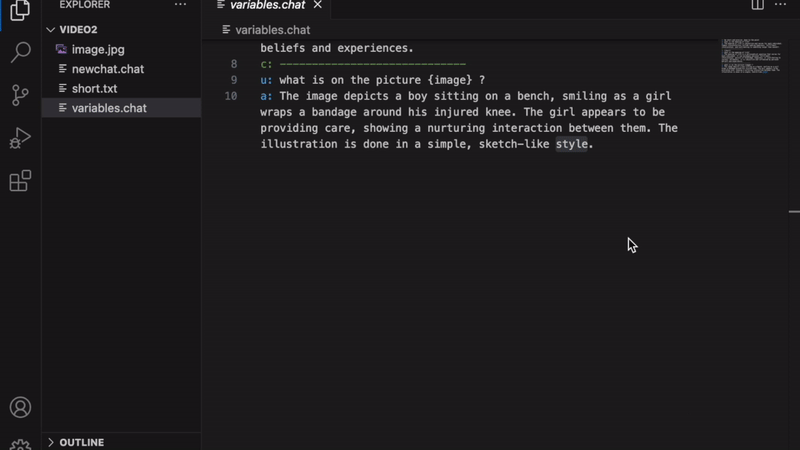 EXPLORER
VIDEO2
image.jpg
newchat.chat
short.txt
variables.chat
OUTLINE
variables.chat
variables.chat
beliefs and experiences.
8 c: -----------------------------
9 u: what is on the picture {image} ?
10 a: The image depicts a boy sitting on a bench, smiling as a girl
wraps a bandage around his injured knee. The girl appears to be
providing care, showing a nurturing interaction between them. The
illustration is done in a simple, sketch-like style.